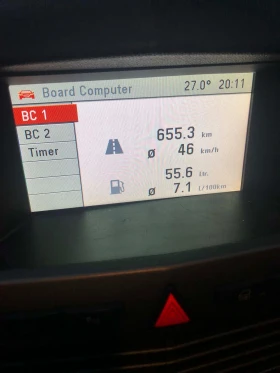 Board Computer 27.0° 20:11
BC 1
BC 2
Timer
655.3 km
ø 46 km/h
55.6 Ltr.
ø 7.1 L/100km